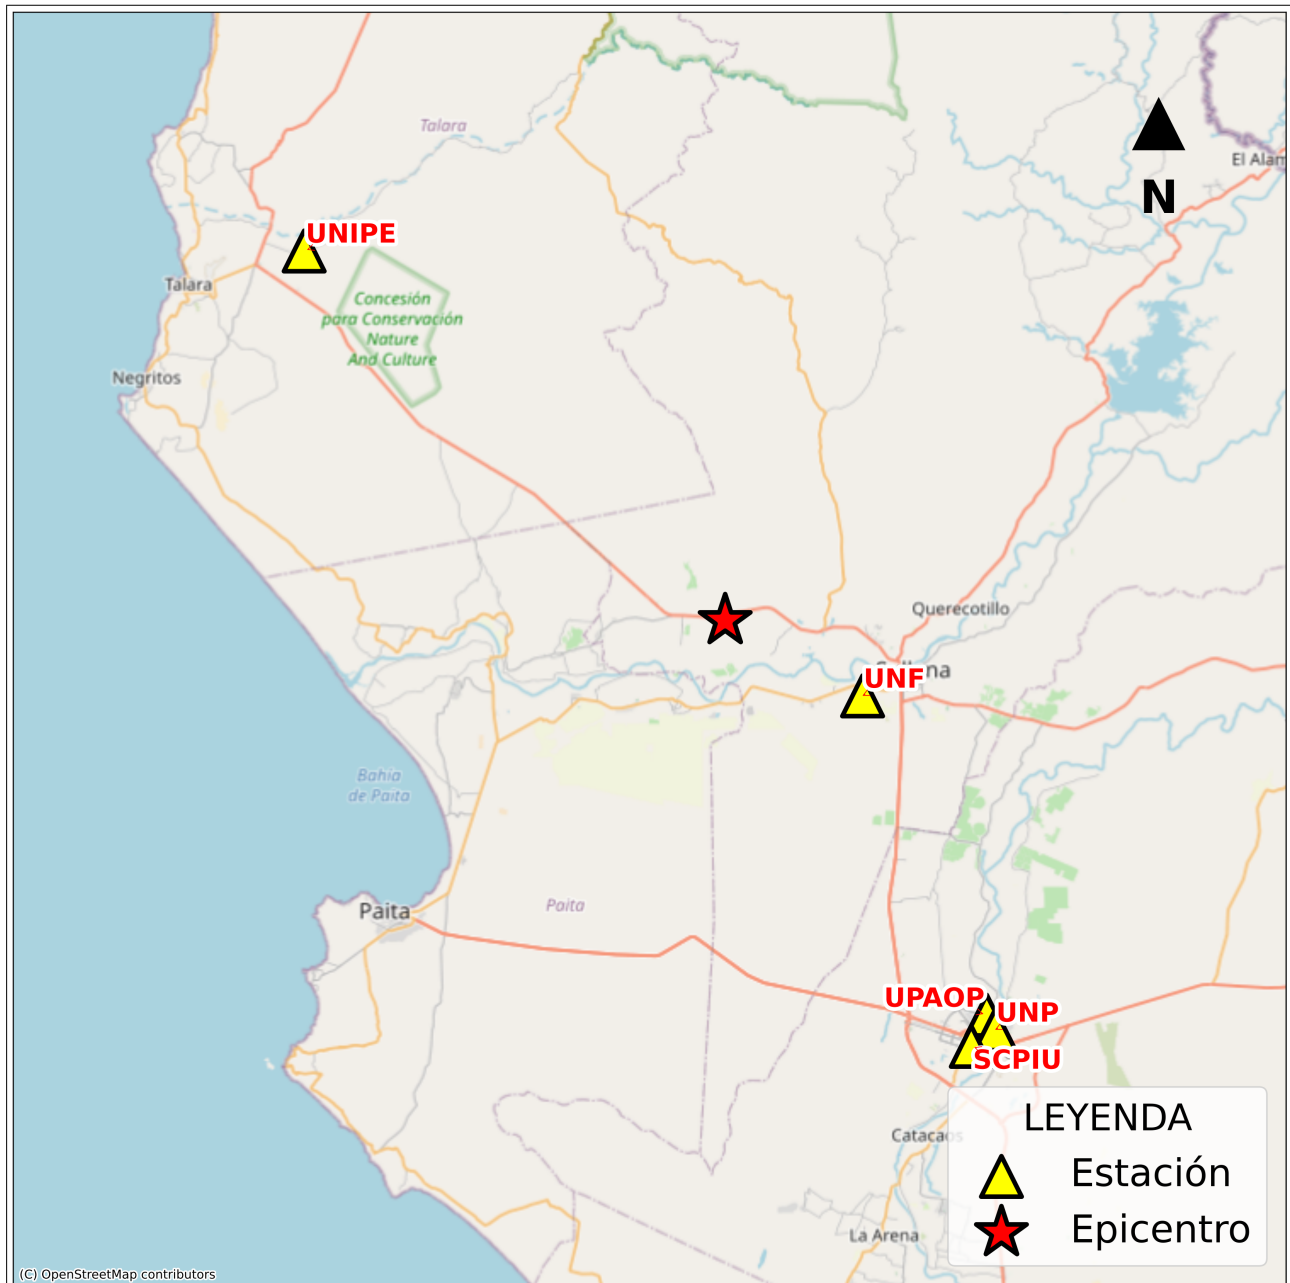 Talara
El Alam
N
UNIPE
Talara
Concesión
para Conservación
Nature
And Culture
Negritos
Querecotillo
UNF
Bahía
de Paita
Paita
Paita
UPAOP
UNP
SCPIU
LEYENDA
Catacaos
Estación
Epicentro
La Arena
(C) OpenStreetMap contributors